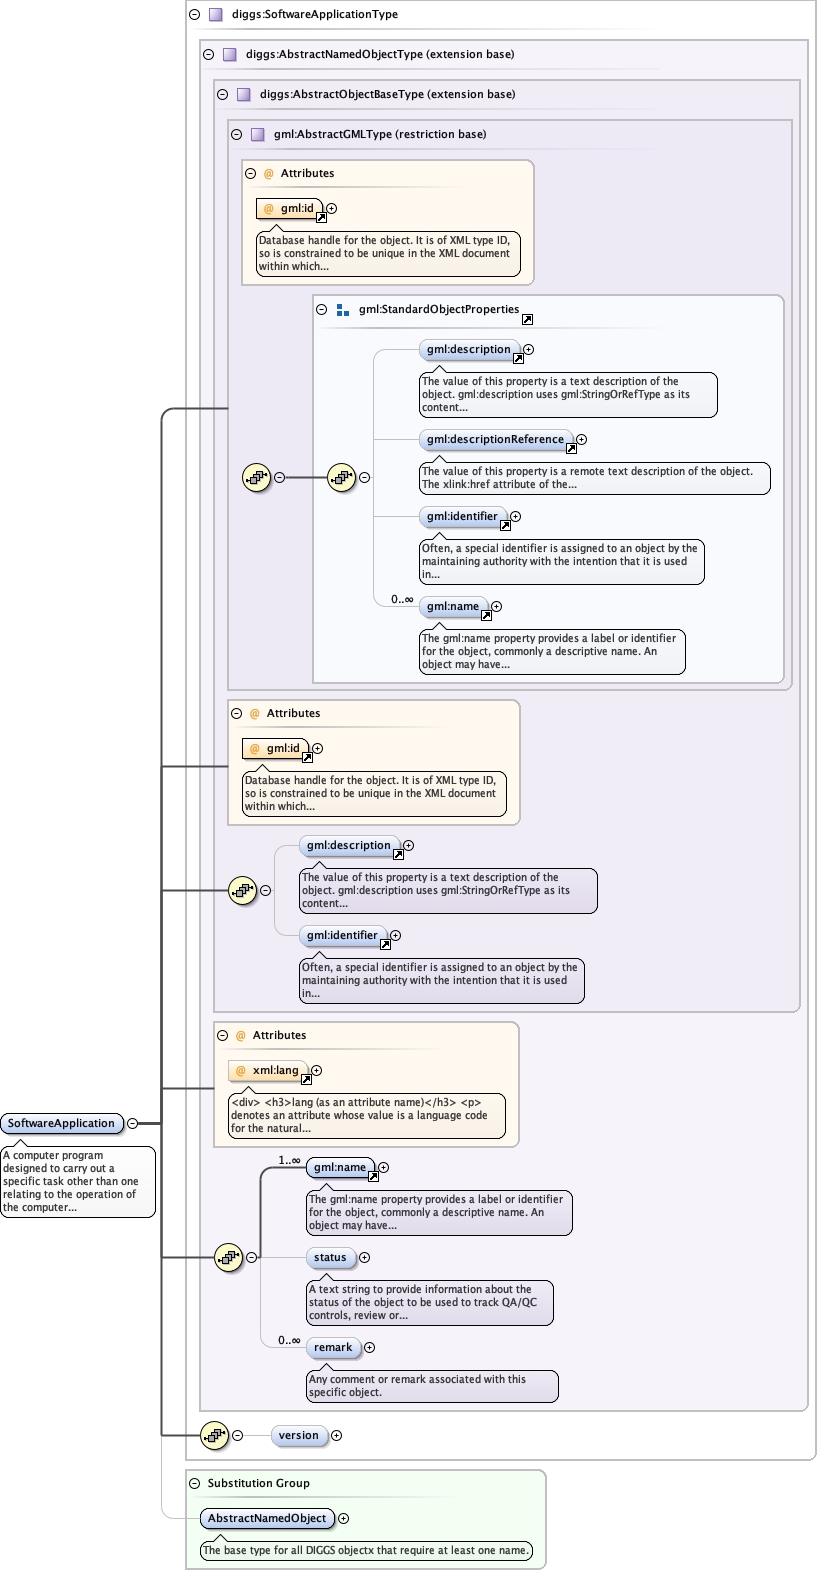 diggs:SoftwareApplicationType
diggs:AbstractNamedObjectType (extension base)
diggs:AbstractObjectBaseType (extension base)
gml:AbstractGMLType (restriction base)
@ Attributes
@ gml:id
Database handle for the object. It is of XML type ID,
so is constrained to be unique in the XML document
within which...
gml:StandardObjectProperties
gml:description
The value of this property is a text description of the
object. gml:description uses gml:StringOrRefType as its
content...
gml:descriptionReference
The value of this property is a remote text description of the object.
The xlink:href attribute of the...
gml:identifier
Often, a special identifier is assigned to an object by the
maintaining authority with the intention that it is used
in...
0..∞
gml:name
The gml:name property provides a label or identifier
for the object, commonly a descriptive name. An
object may have...
@ Attributes
@ gml:id
Database handle for the object. It is of XML type ID,
so is constrained to be unique in the XML document
within which...
gml:description
The value of this property is a text description of the
object. gml:description uses gml:StringOrRefType as its
content...
gml:identifier
Often, a special identifier is assigned to an object by the
maintaining authority with the intention that it is used
in...
@ Attributes
@ xml:lang
<div> <h3>lang (as an attribute name)</h3> <p>
denotes an attribute whose value is a language code
for the natural...
SoftwareApplication
A computer program
designed to carry out a
specific task other than one
relating to the operation of
the computer...
1..∞
gml:name
The gml:name property provides a label or identifier
for the object, commonly a descriptive name. An
object may have...
status
A text string to provide information about the
status of the object to be used to track QA/QC
controls, review or...
0..∞
remark
Any comment or remark associated with this
specific object.
version
Substitution Group
AbstractNamedObject
The base type for all DIGGS objectx that require at least one name.